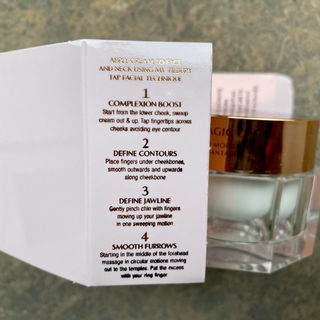 AND NECK USING MY
TAP FACIAL TECHNIQUE
1
COMPLEXION BOOST
Start from the lower cheek, sweep
cream out & up. Tap fingertips across
cheeks avoiding eye contour
2
DEFINE CONTOURS
Place fingers under cheekbones,
smooth outwards and upwards
along cheekbone
3
DEFINE JAWLINE
Gently pinch chin with fingers
moving up your jawline
in one sweeping motion
4
SMOOTH FURROWS
Starting in the middle of the forehead
massage in circular motions moving
out to the temples. Pat the excess
with your ring finger
AGIC